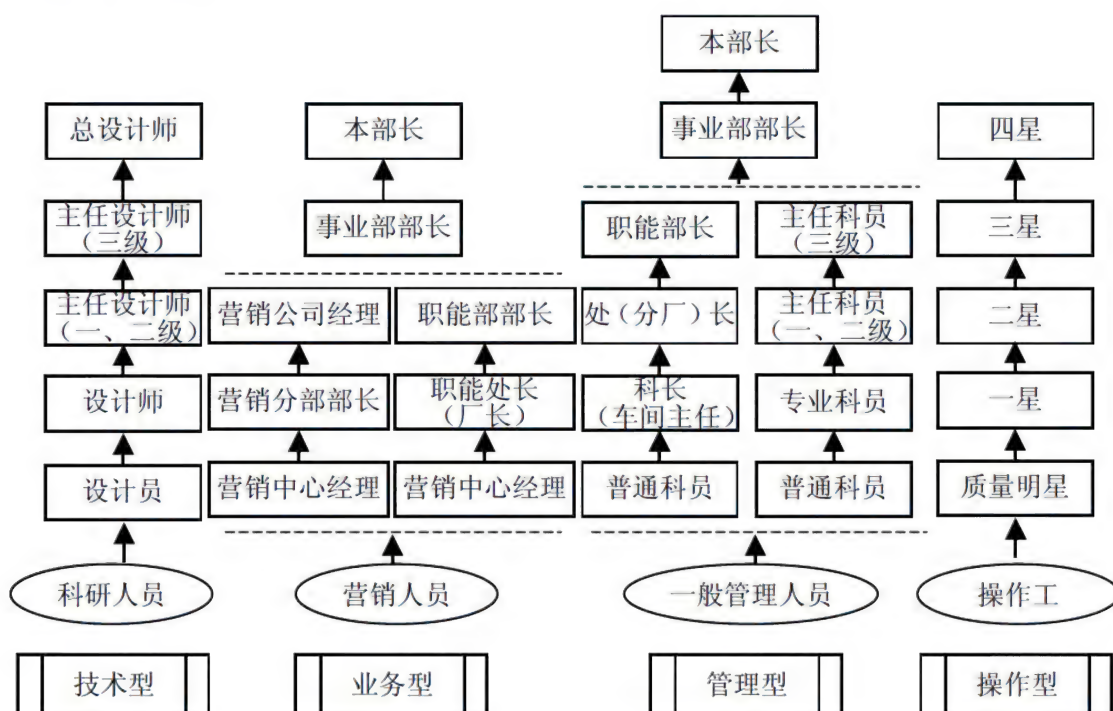 本部长
总设计师
本部长
事业部部长
四星
主任设计师
（三级）
事业部部长
职能部长
主任科员
（三级）
三星
主任设计师
（一、二级）
营销公司经理
职能部部长
处（分厂）长
主任科员
（一、二级）
二星
设计师
营销分部部长
职能处长
（厂长）
科长
（车间主任）
专业科员
一星
设计员
营销中心经理
营销中心经理
普通科员
普通科员
质量明星
科研人员
营销人员
一般管理人员
操作工
技术型
业务型
管理型
操作型